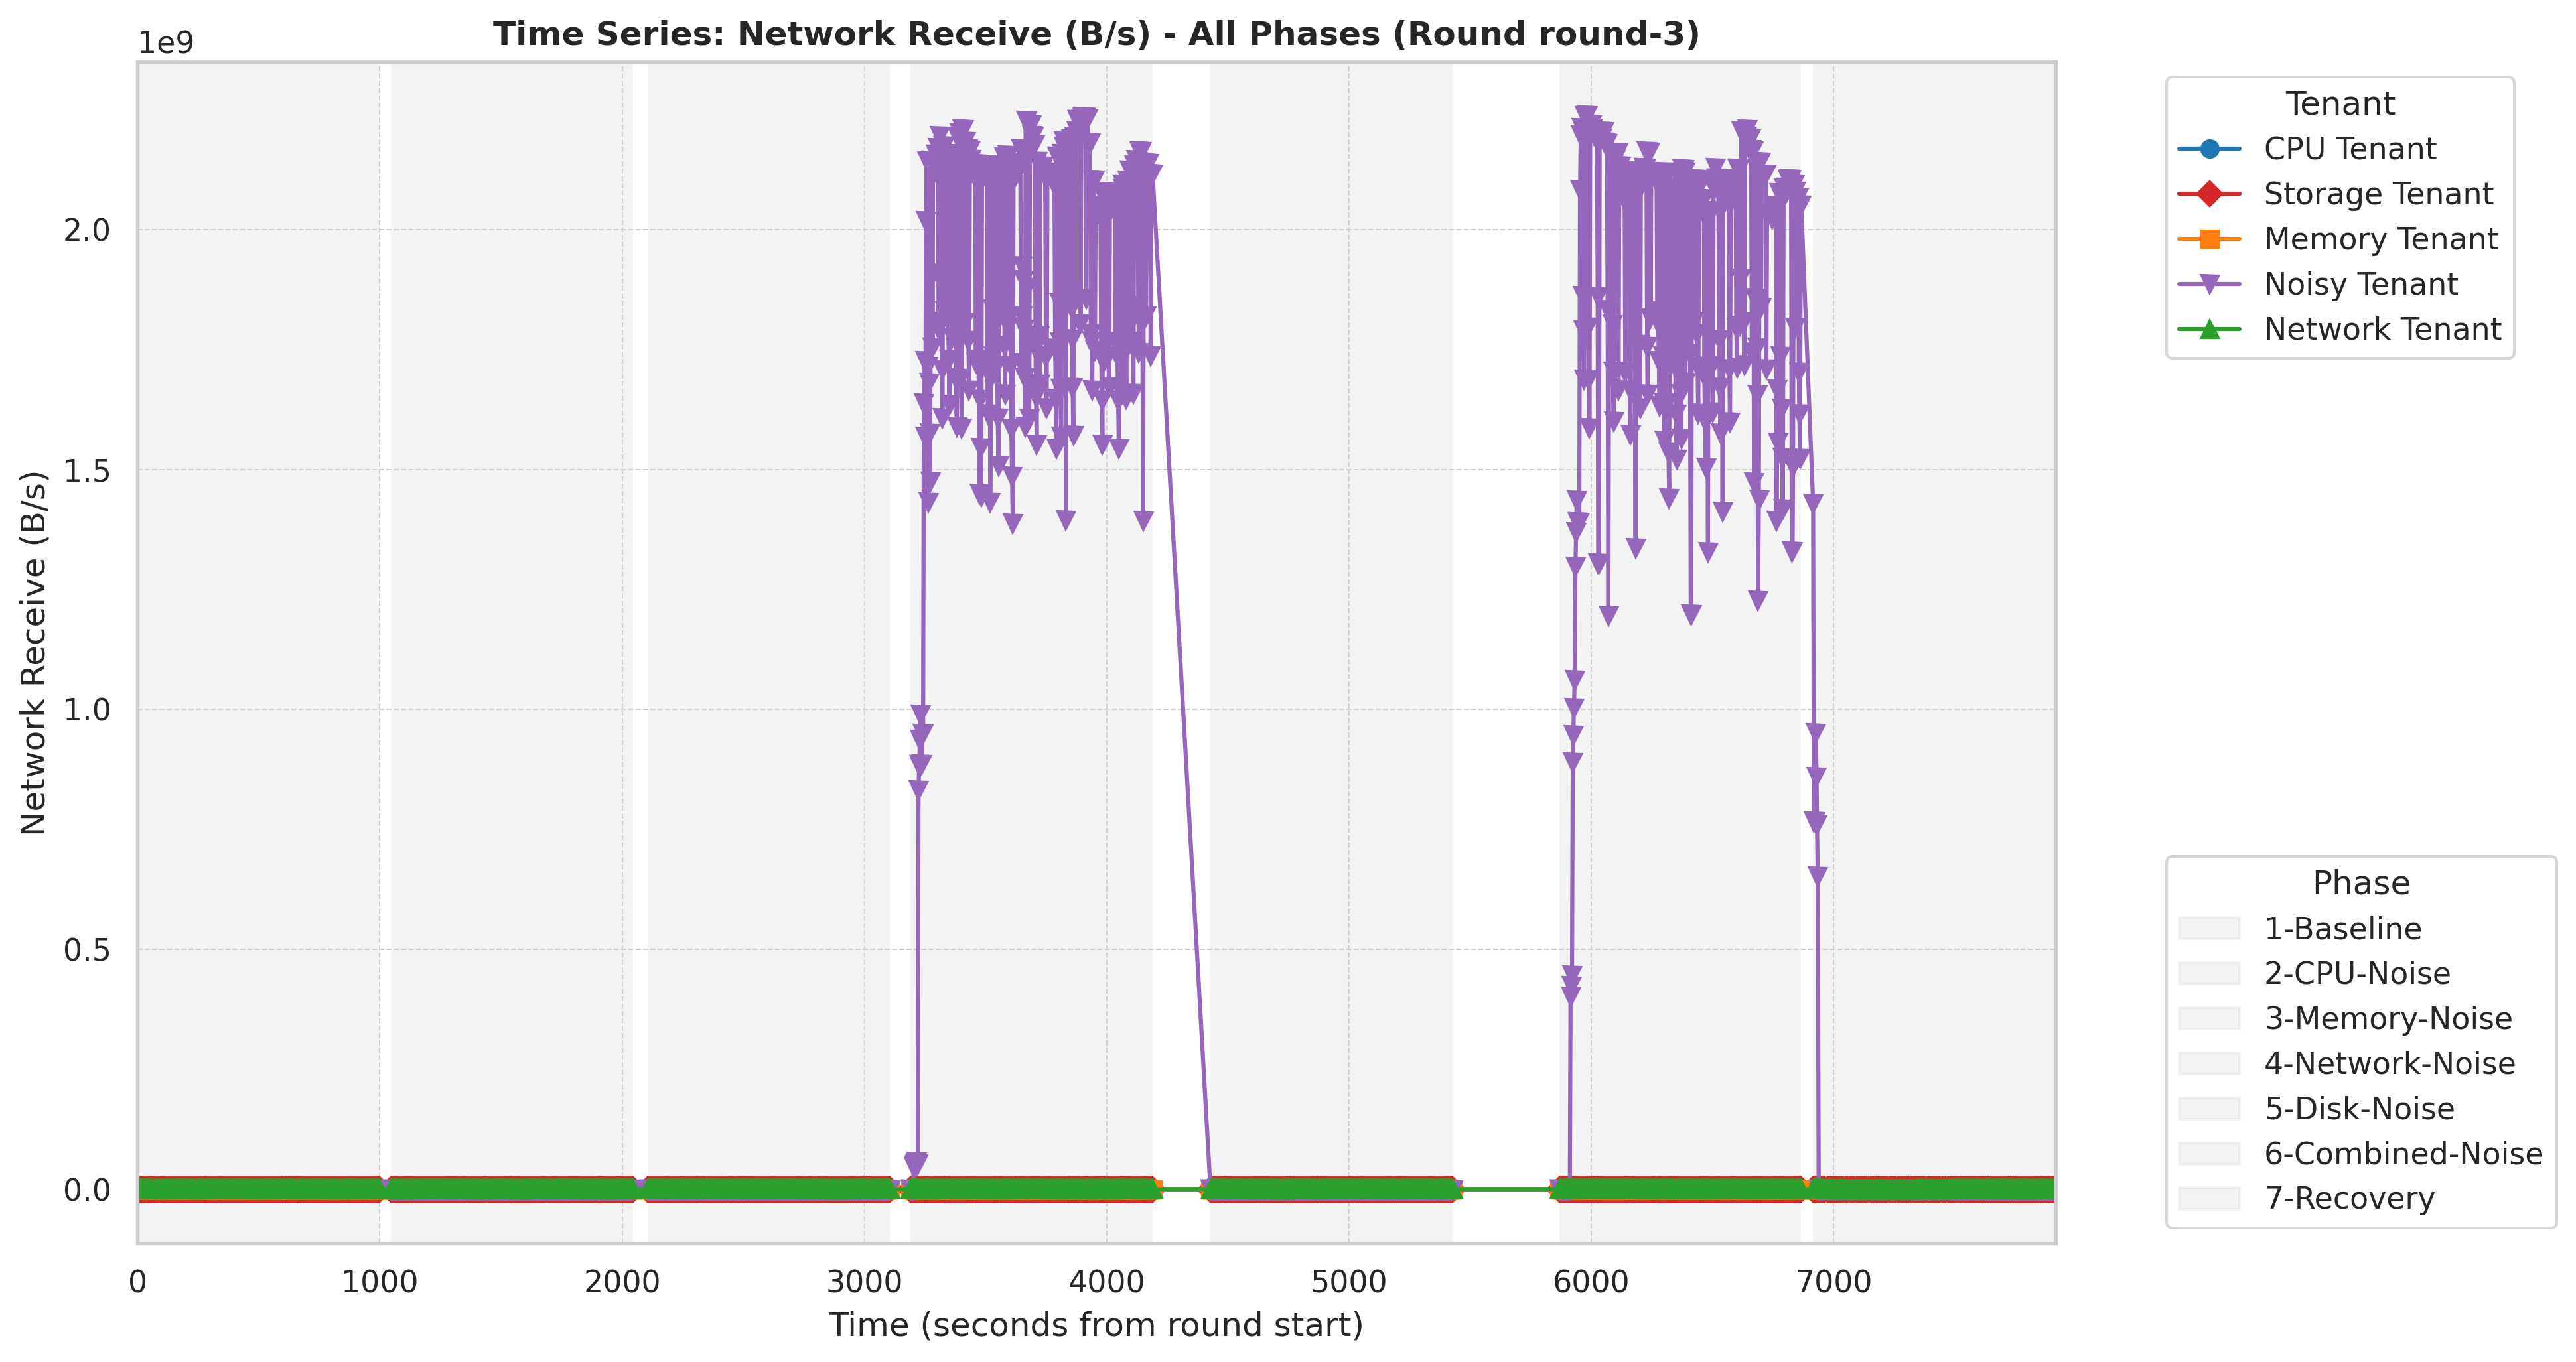 Time Series: Network Receive (B/s) - All Phases (Round round-3)
1e9
2.0
1.5
1.0
0.5
0.0
Network Receive (B/s)
0 1000 2000 3000 4000 5000 6000 7000
Time (seconds from round start)
Tenant
CPU Tenant
Storage Tenant
Memory Tenant
Noisy Tenant
Network Tenant
Phase
1-Baseline
2-CPU-Noise
3-Memory-Noise
4-Network-Noise
5-Disk-Noise
6-Combined-Noise
7-Recovery